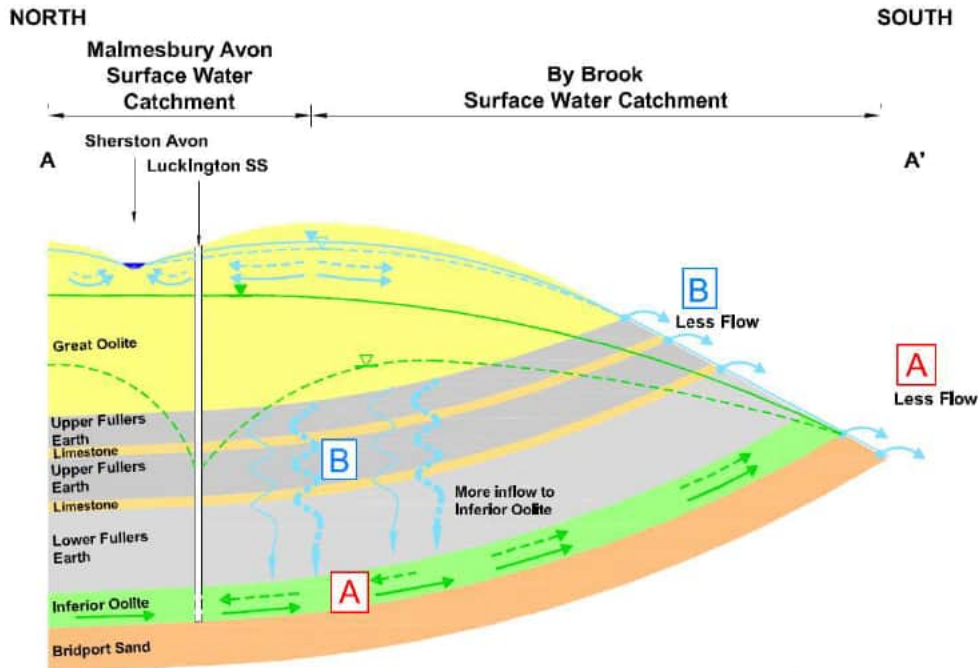 NORTH
SOUTH
Malmesbury Avon
Surface Water
Catchment
By Brook
Surface Water Catchment
Sherston Avon
A
Luckington SS
A'
B
Less Flow
A
Less Flow
Great Oolite
Upper Fullers
Earth
Limestone
Upper Fullers
Earth
B
More inflow to
Inferior Oolite
Limestone
Lower Fullers
Earth
A
Inferior Oolite
Bridport Sand